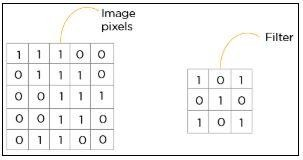 Image
pixels
Filter
1 1 1 0 0
0 1 1 1 0
0 0 1 1 1
0 0 1 1 0
0 1 1 0 0
1 0 1
0 1 0
1 0 1